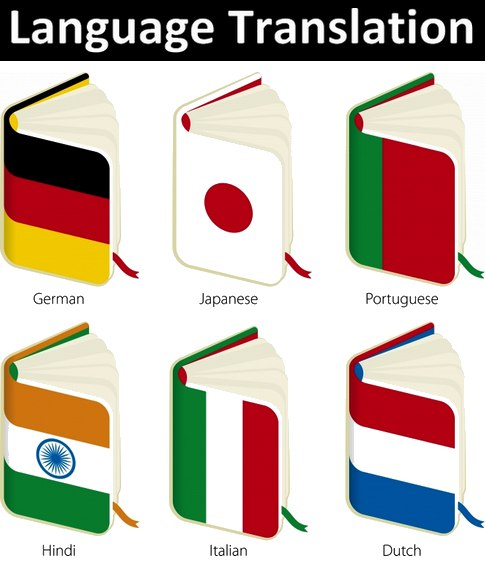 Language Translation
German
Japanese
Portuguese
Hindi
Italian
Dutch